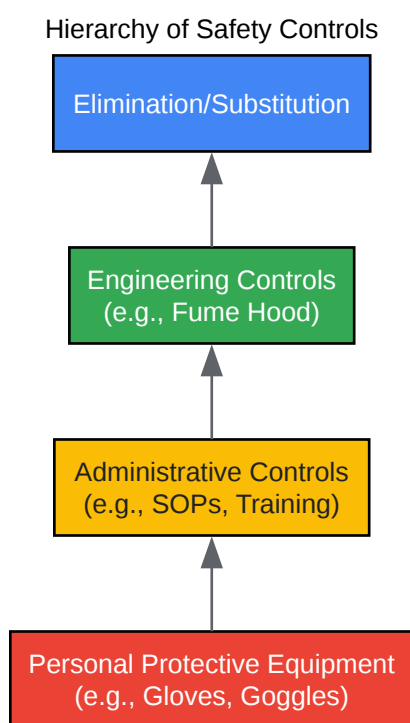 Hierarchy of Safety Controls
Elimination/Substitution
Engineering Controls
(e.g., Fume Hood)
Administrative Controls
(e.g., SOPs, Training)
Personal Protective Equipment
(e.g., Gloves, Goggles)